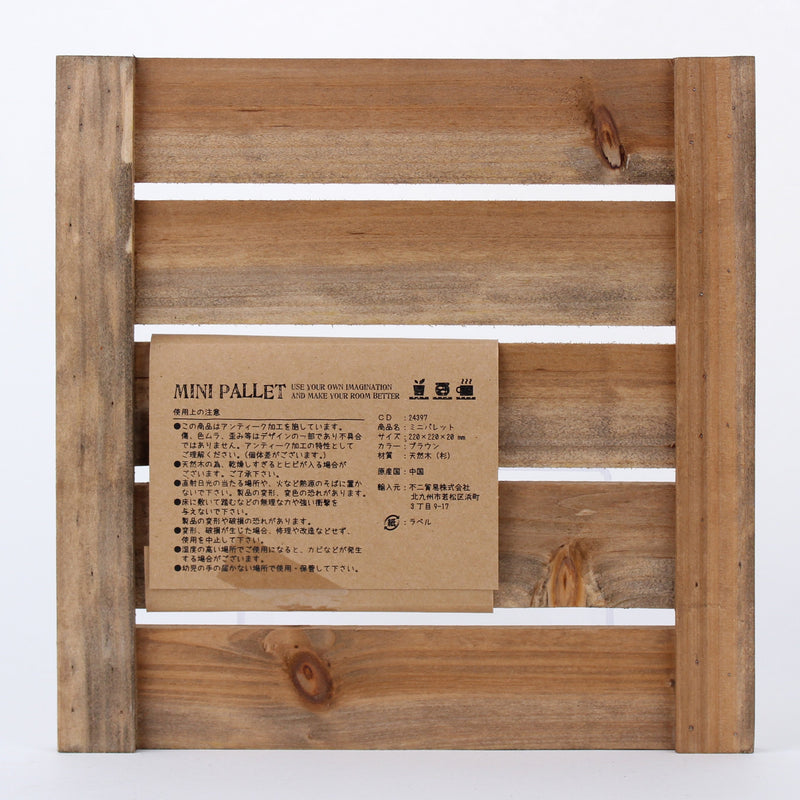 MINI PALLET
USE YOUR OWN IMAGINATION
AND MAKE YOUR ROOM BETTER
使用上の注意
●この商品はアンティーク加工を施しています。
傷、色ムラ、歪み等はデザインの一部であり不具合
ではありません。アンティーク加工の特性として
ご理解ください。(個体差がございます。)
●天然木の為、乾燥しすぎるとヒビが入る場合が
ございます。ご了承下さい。
●直射日光の当たる場所や、火など熱源のそばに置か
ないで下さい。製品の変形、変色の恐れがあります。
●床に敷いて踏むなどの無理な力や強い衝撃を
与えないで下さい。
製品の変形や破損の恐れがあります。
●変形、破損が生じた場合、修理や改造などせず、
使用を中止して下さい。
●湿度の高い場所でご使用になると、カビなどが発生
する場合がございます。
●幼児の手の届かない場所で使用・保管して下さい。
CD :24397
商品名:ミニパレット
サイズ:220×220×20 mm
カラー:ブラウン
材質 :天然木(杉)
原産国:中国
輸入元:不二貿易株式会社
北九州市若松区浜町
3丁目9-17
紙:ラベル